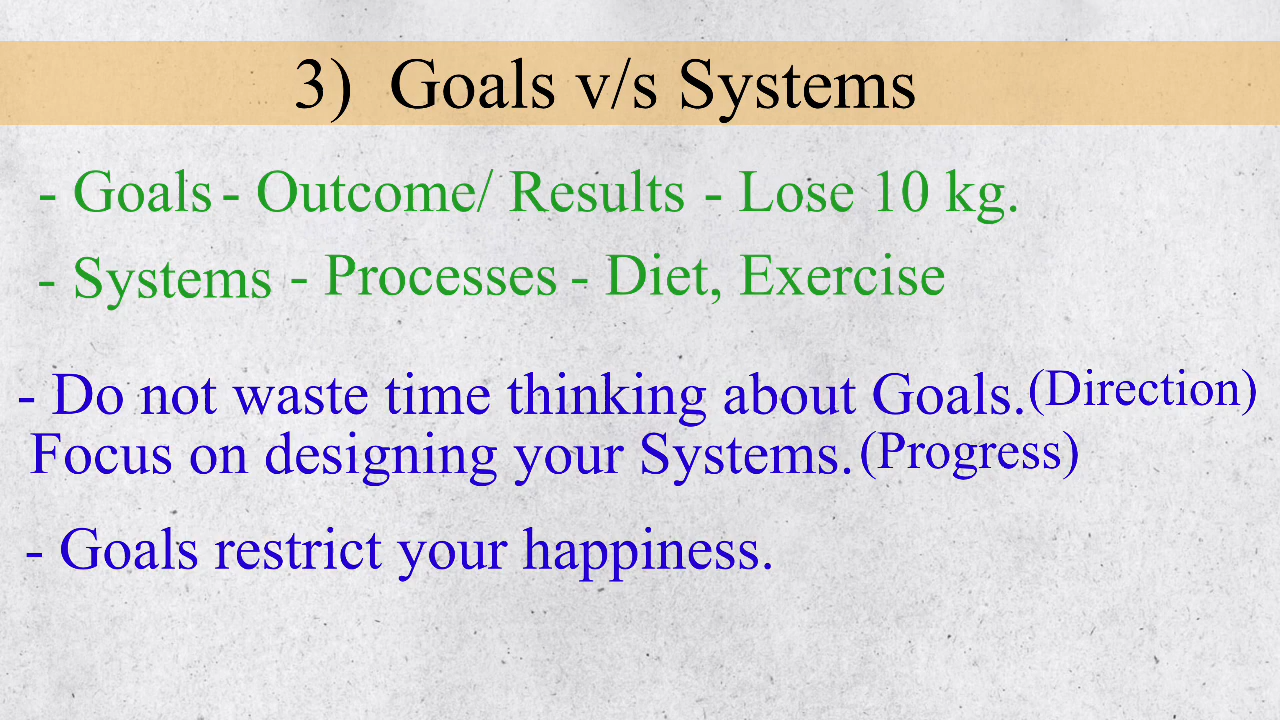 3) Goals v/s Systems
- Goals - Outcome/ Results - Lose 10 kg.
- Systems - Processes - Diet, Exercise
- Do not waste time thinking about Goals.(Direction)
Focus on designing your Systems.(Progress)
- Goals restrict your happiness.